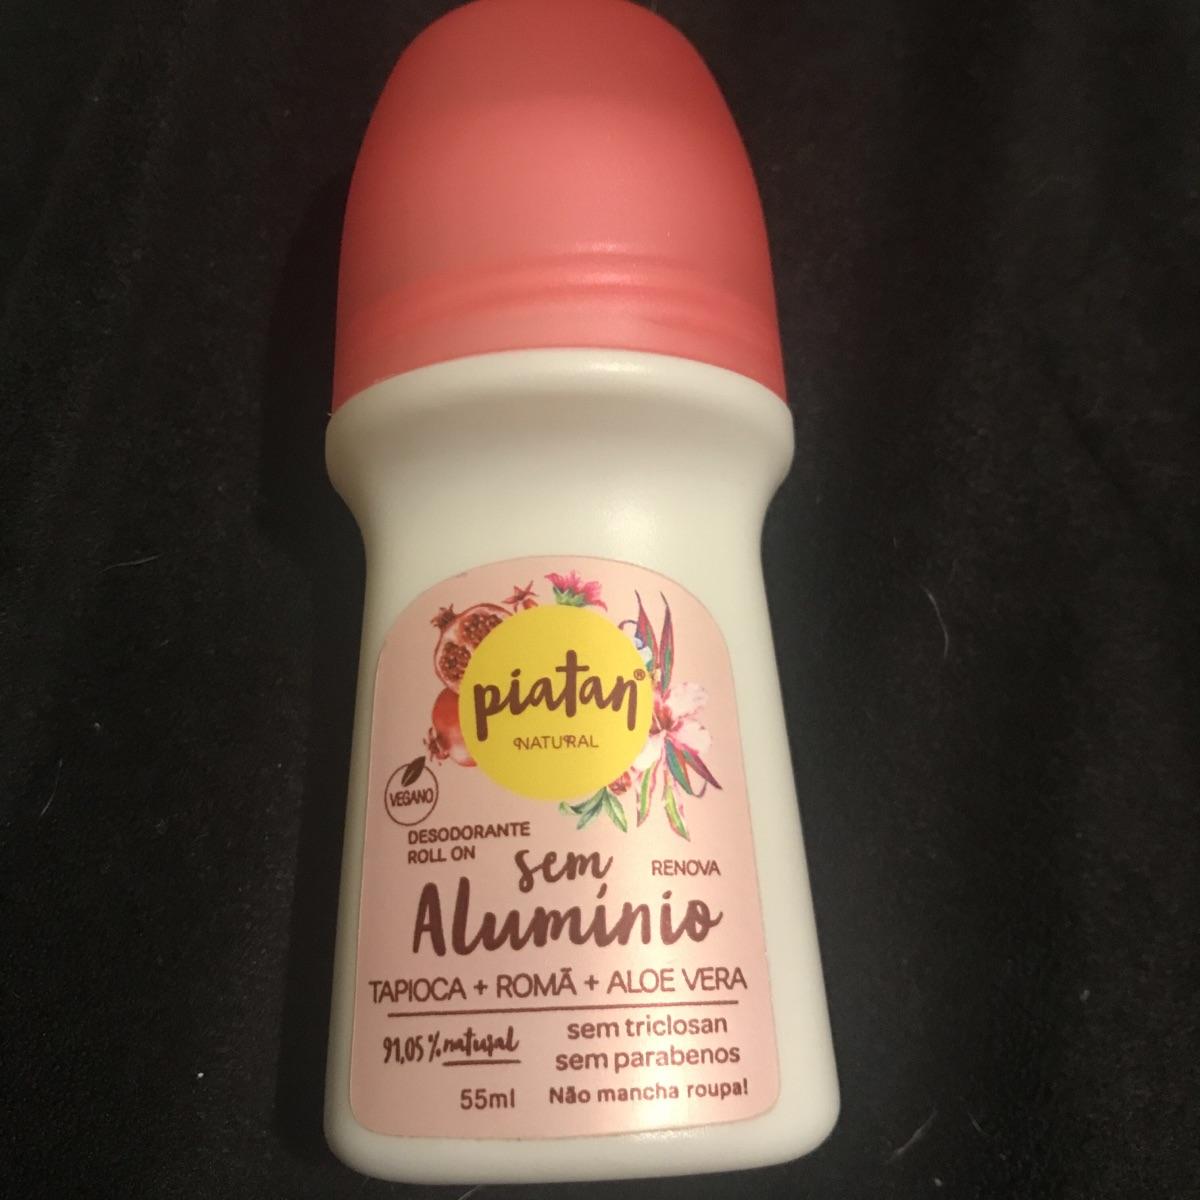 piatan®
NATURAL
VEGANO
DESODORANTE
ROLL ON
sem
RENOVA
Alumínio
TAPIOCA + ROMÃ + ALOE VERA
91,05% natural
sem triclosan
sem parabenos
55ml
Não mancha roupa!